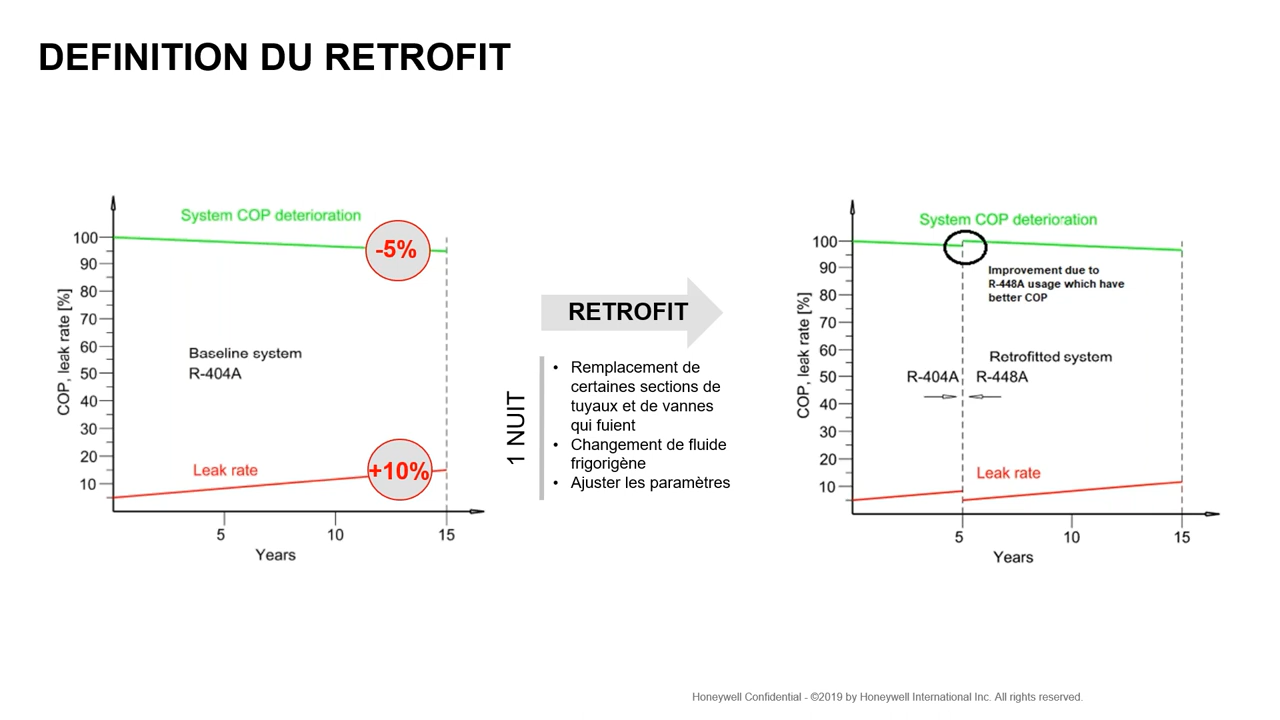 DEFINITION DU RETROFIT
System COP deterioration
COP, leak rate [%]
100
90
80
70
60
50
40
30
20
10
-5%
Baseline system
R-404A
Leak rate
+10%
5
10
15
Years
RETROFIT
1 NUIT
• Remplacement de
certaines sections de
tuyaux et de vannes
qui fuient
• Changement de fluide
frigorigène
• Ajuster les paramètres
System COP deterioration
COP, leak rate [%]
100
90
80
70
60
50
40
30
20
10
Improvement due to
R-448A usage which have
better COP
Retrofitted system
R-404A
R-448A
Leak rate
5
10
15
Years
Honeywell Confidential - ©2019 by Honeywell International Inc. All rights reserved.